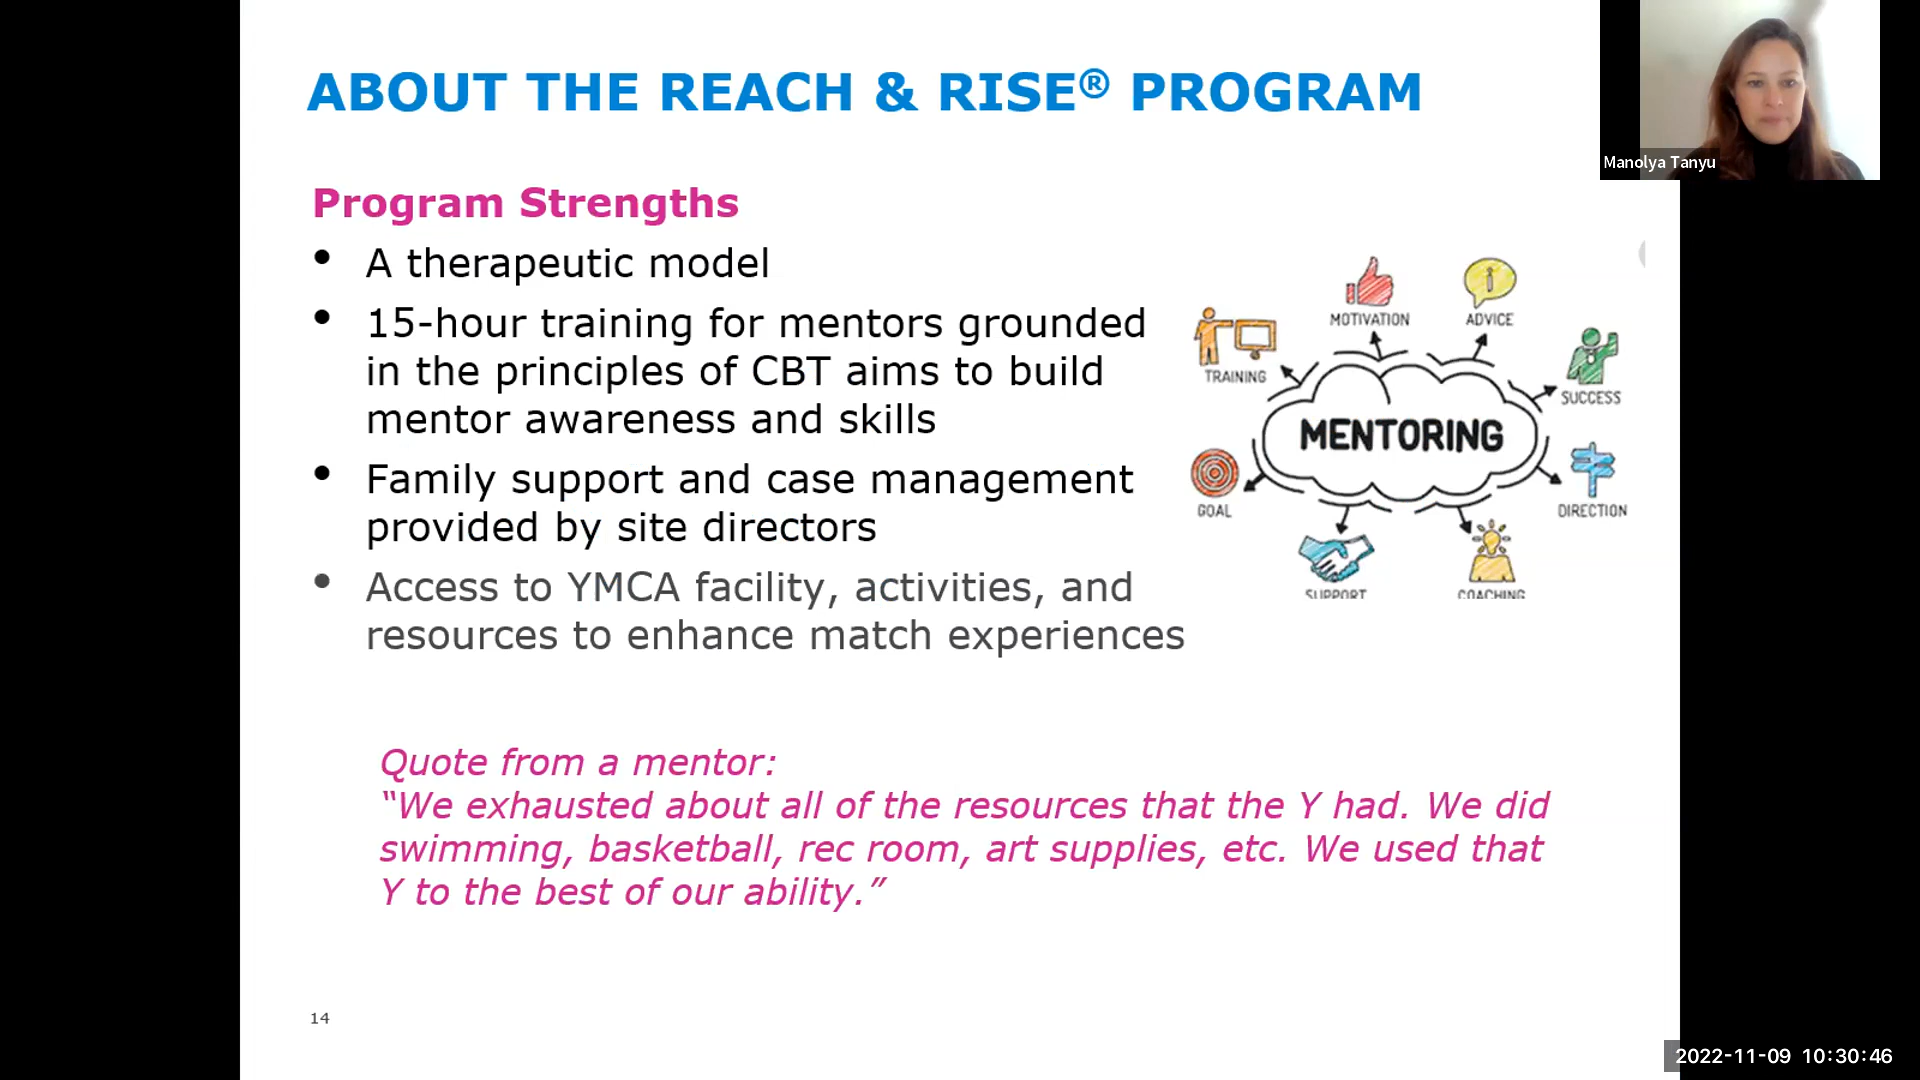 ABOUT THE REACH & RISE® PROGRAM
Manolya Tanyu
Program Strengths
• A therapeutic model
• 15-hour training for mentors grounded
in the principles of CBT aims to build
mentor awareness and skills
• Family support and case management
provided by site directors
• Access to YMCA facility, activities, and
resources to enhance match experiences
MOTIVATION
ADVICE
TRAINING
SUCCESS
MENTORING
GOAL
DIRECTION
SUPPORT
COACHING
Quote from a mentor:
“We exhausted about all of the resources that the Y had. We did
swimming, basketball, rec room, art supplies, etc. We used that
Y to the best of our ability.”
14
2022-11-09 10:30:46